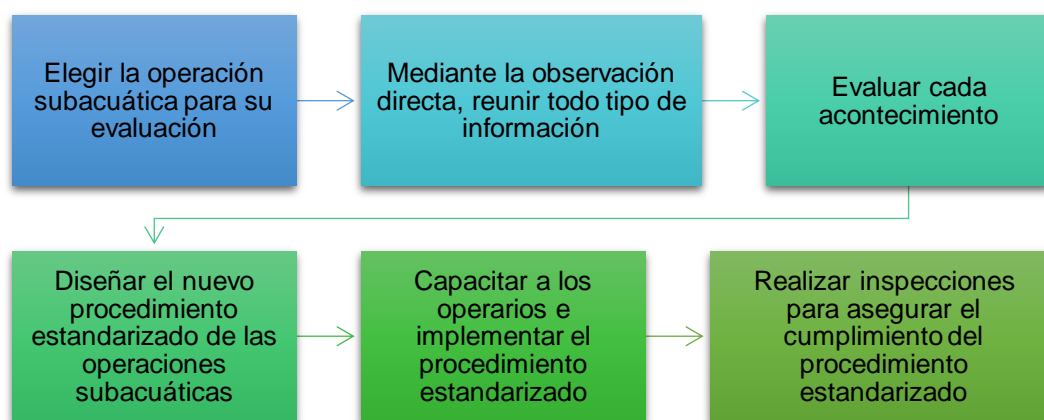 Elegir la operación
subacuática para su
evaluación
Mediante la observación
directa, reunir todo tipo de
información
Evaluar cada
acontecimiento
Diseñar el nuevo
procedimiento
estandarizado de las
operaciones
subacuáticas
Capacitar a los
operarios e
implementar el
procedimiento
estandarizado
Realizar inspecciones
para asegurar el
cumplimiento del
procedimiento
estandarizado